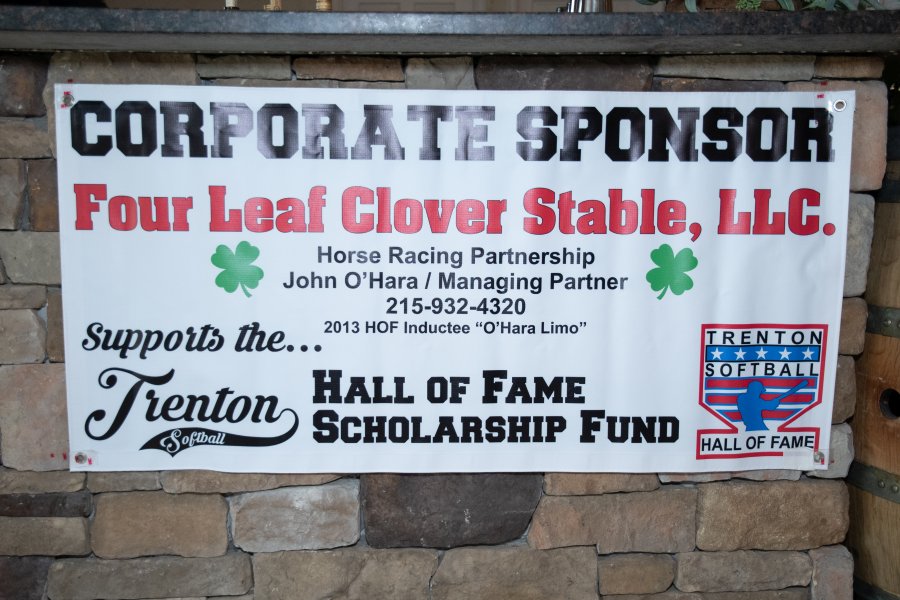 CORPORATE SPONSOR
Four Leaf Clover Stable, LLC.
Horse Racing Partnership
John O'Hara / Managing Partner
215-932-4320
2013 HOF Inductee "O'Hara Limo"
Supports the...
Trenton
Softball
HALL OF FAME
SCHOLARSHIP FUND
TRENTON
SOFTBALL
HALL OF FAME